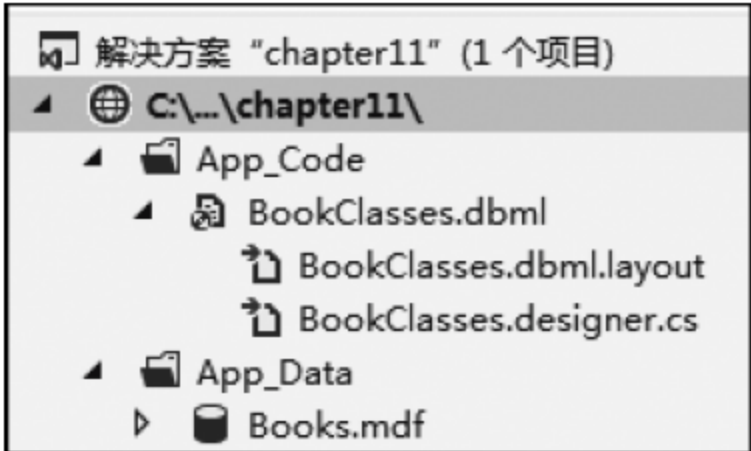 解决方案 “chapter11” (1 个项目)
C:\...\chapter11\
App_Code
BookClasses.dbml
BookClasses.dbml.layout
BookClasses.designer.cs
App_Data
Books.mdf